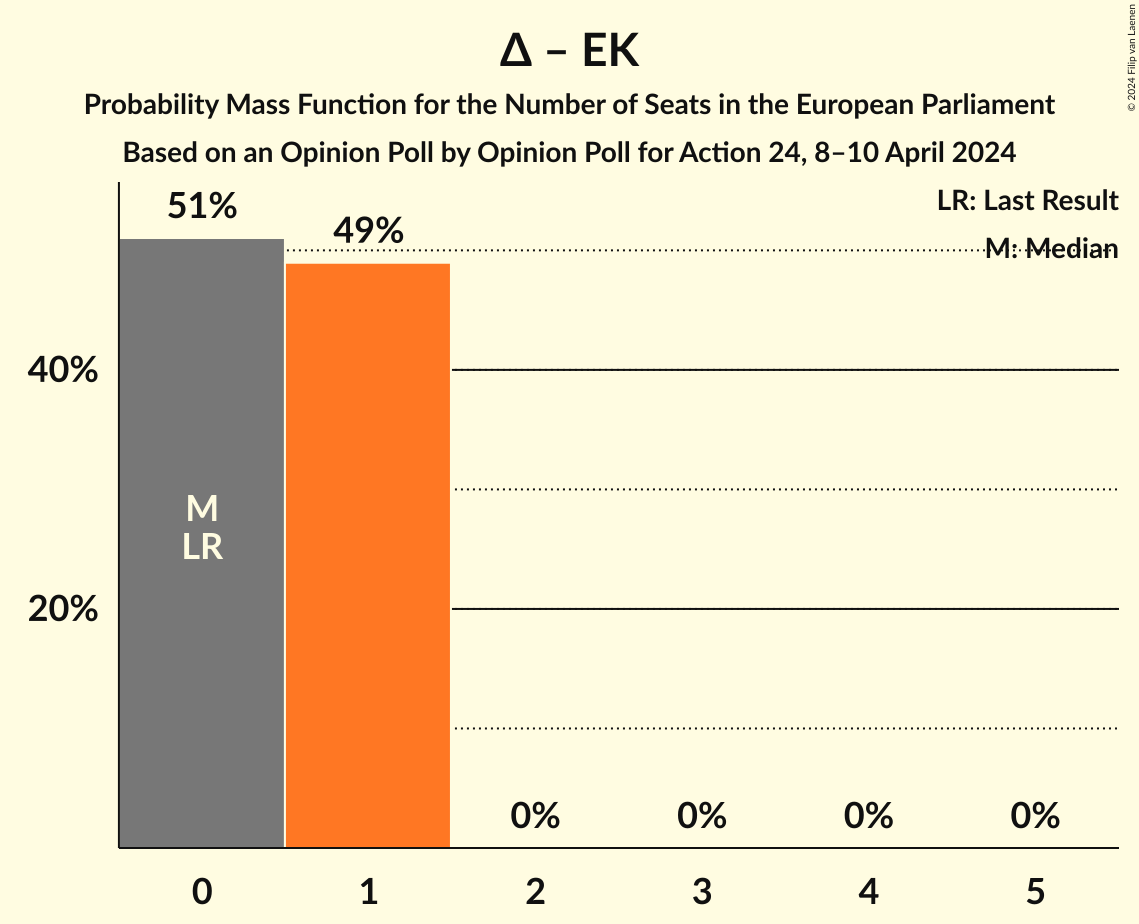 Δ – EK
Probability Mass Function for the Number of Seats in the European Parliament
Based on an Opinion Poll by Opinion Poll for Action 24, 8–10 April 2024
© 2024 Filip van Laenen
LR: Last Result
M: Median
51%
49%
0%
0%
0%
0%
40%
20%
M
LR
0
1
2
3
4
5